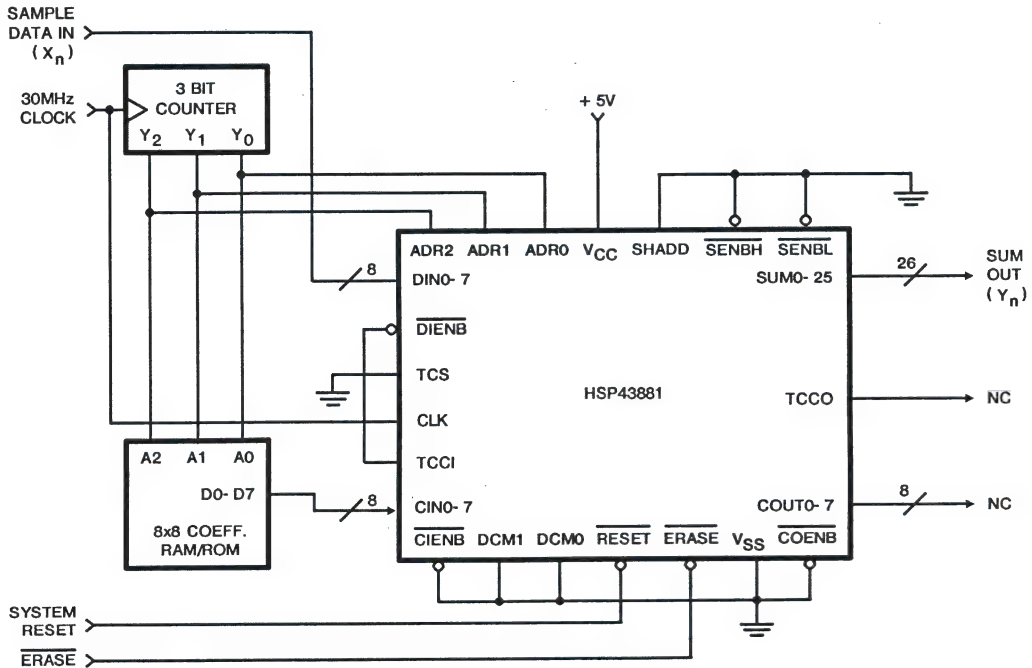 SAMPLE
DATA IN
(Xn)
3 BIT
COUNTER
30MHz
CLOCK
Y2 Y1 Y0
+ 5V
ADR2 ADR1 ADR0 VCC SHADD SENBH SENBL
DIN0- 7
8
SUM0- 25
26
SUM
OUT
(Yn)
DIENB
TCS
HSP43881
TCCO
NC
CLK
TCCI
A2 A1 A0
D0- D7
8
CIN0- 7
COUT0- 7
8
NC
8x8 COEFF.
RAM/ROM
CIENB DCM1 DCM0 RESET ERASE VSS COENB
SYSTEM
RESET
ERASE